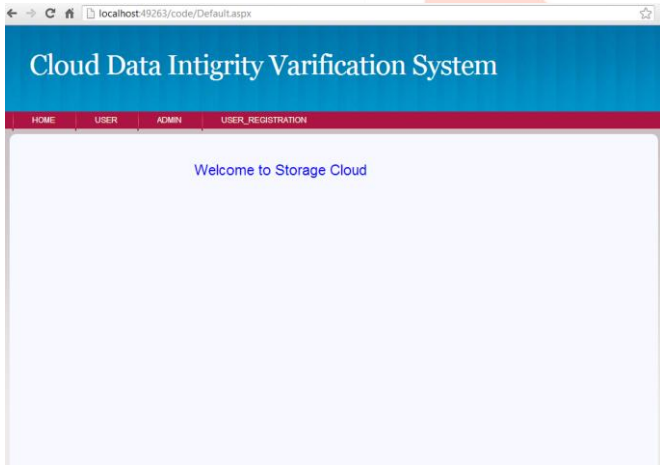 localhost:49263/code/Default.aspx
Cloud Data Intigrity Varification System
HOME USER ADMIN USER_REGISTRATION
Welcome to Storage Cloud